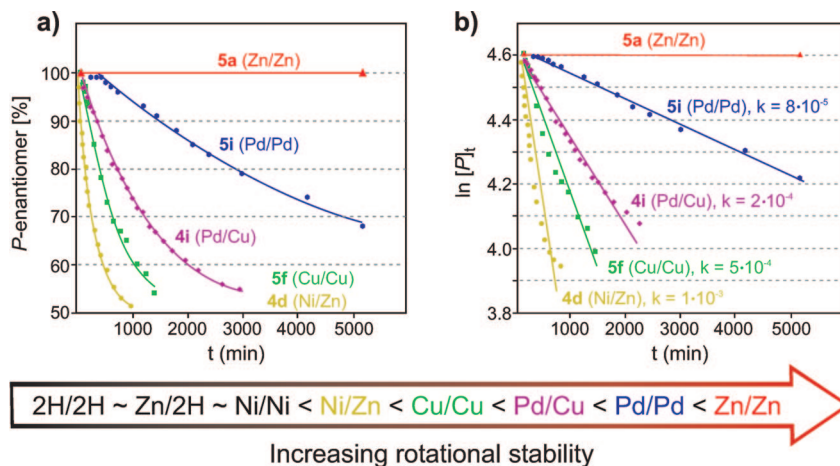 a)
P-enantiomer [%]
100
90
80
70
60
50
5a (Zn/Zn)
5i (Pd/Pd)
4i (Pd/Cu)
5f (Cu/Cu)
4d (Ni/Zn)
1000 2000 3000 4000 5000
t (min)
b)
ln [P]t
4.6
4.4
4.2
4.0
3.8
5a (Zn/Zn)
5i (Pd/Pd), k = 8·10⁻⁵
4i (Pd/Cu), k = 2·10⁻⁴
5f (Cu/Cu), k = 5·10⁻⁴
4d (Ni/Zn), k = 1·10⁻³
1000 2000 3000 4000 5000
t (min)
2H/2H ~ Zn/2H ~ Ni/Ni < Ni/Zn < Cu/Cu < Pd/Cu < Pd/Pd < Zn/Zn
Increasing rotational stability